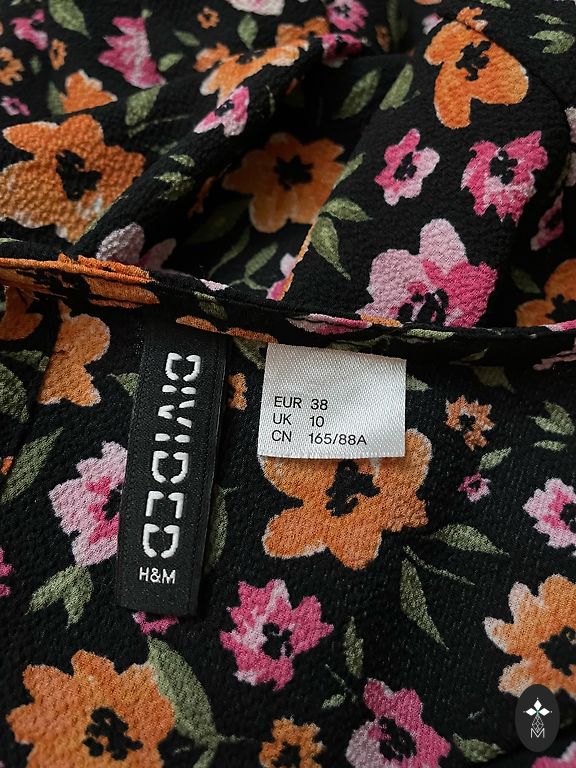 DIVIDED
H&M
EUR 38
UK 10
CN 165/88A